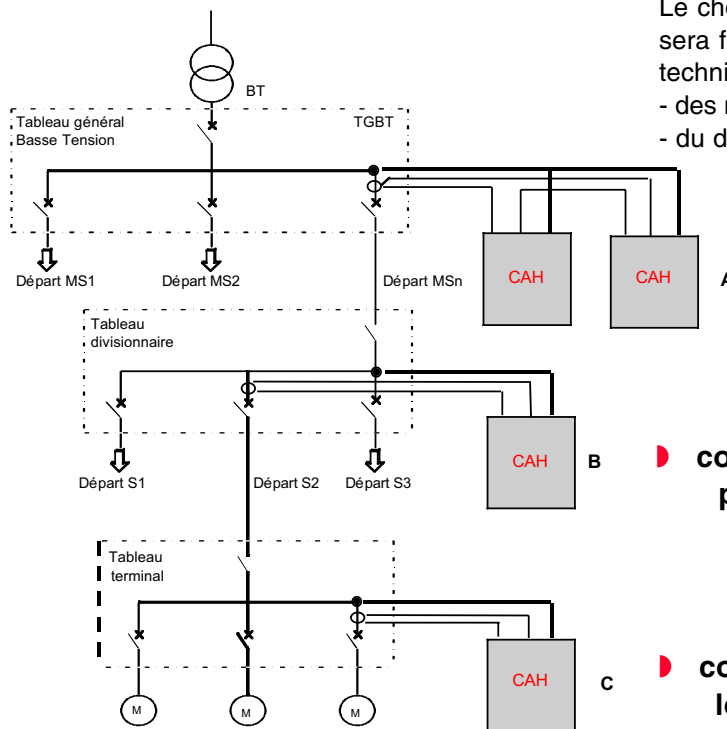 Le
sera
techni
- des
- du
BT
Tableau général
Basse Tension
TGBT
Départ MS1
Départ MS2
Départ MSn
CAH
CAH
Tableau
divisionnaire
Départ S1
Départ S2
Départ S3
CAH
B
Tableau
terminal
M
M
M
CAH
C